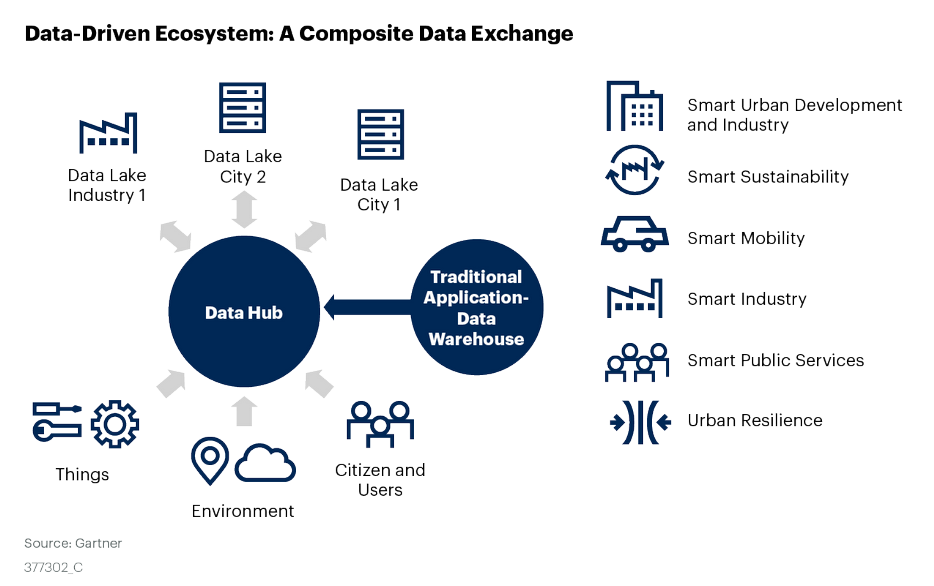 Data-Driven Ecosystem: A Composite Data Exchange
Data Lake
Industry 1
Data Lake
City 2
Data Lake
City 1
Data Hub
Traditional
Application-
Data
Warehouse
Things
Environment
Citizen and
Users
Smart Urban Development
and Industry
Smart Sustainability
Smart Mobility
Smart Industry
Smart Public Services
Urban Resilience
Source: Gartner
377302_C